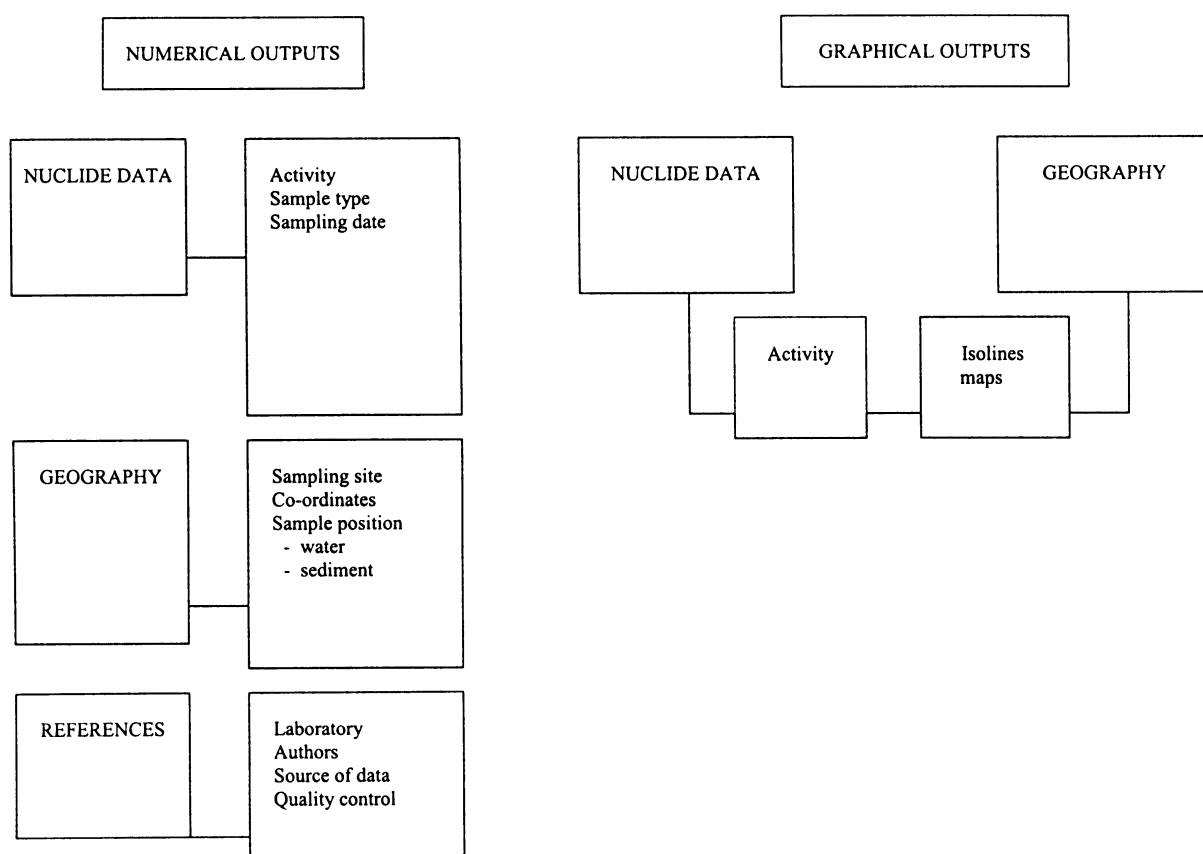 NUMERICAL OUTPUTS
NUCLIDE DATA
Activity
Sample type
Sampling date
GEOGRAPHY
Sampling site
Co-ordinates
Sample position
- water
- sediment
REFERENCES
Laboratory
Authors
Source of data
Quality control
GRAPHICAL OUTPUTS
NUCLIDE DATA
GEOGRAPHY
Activity
Isolines
maps